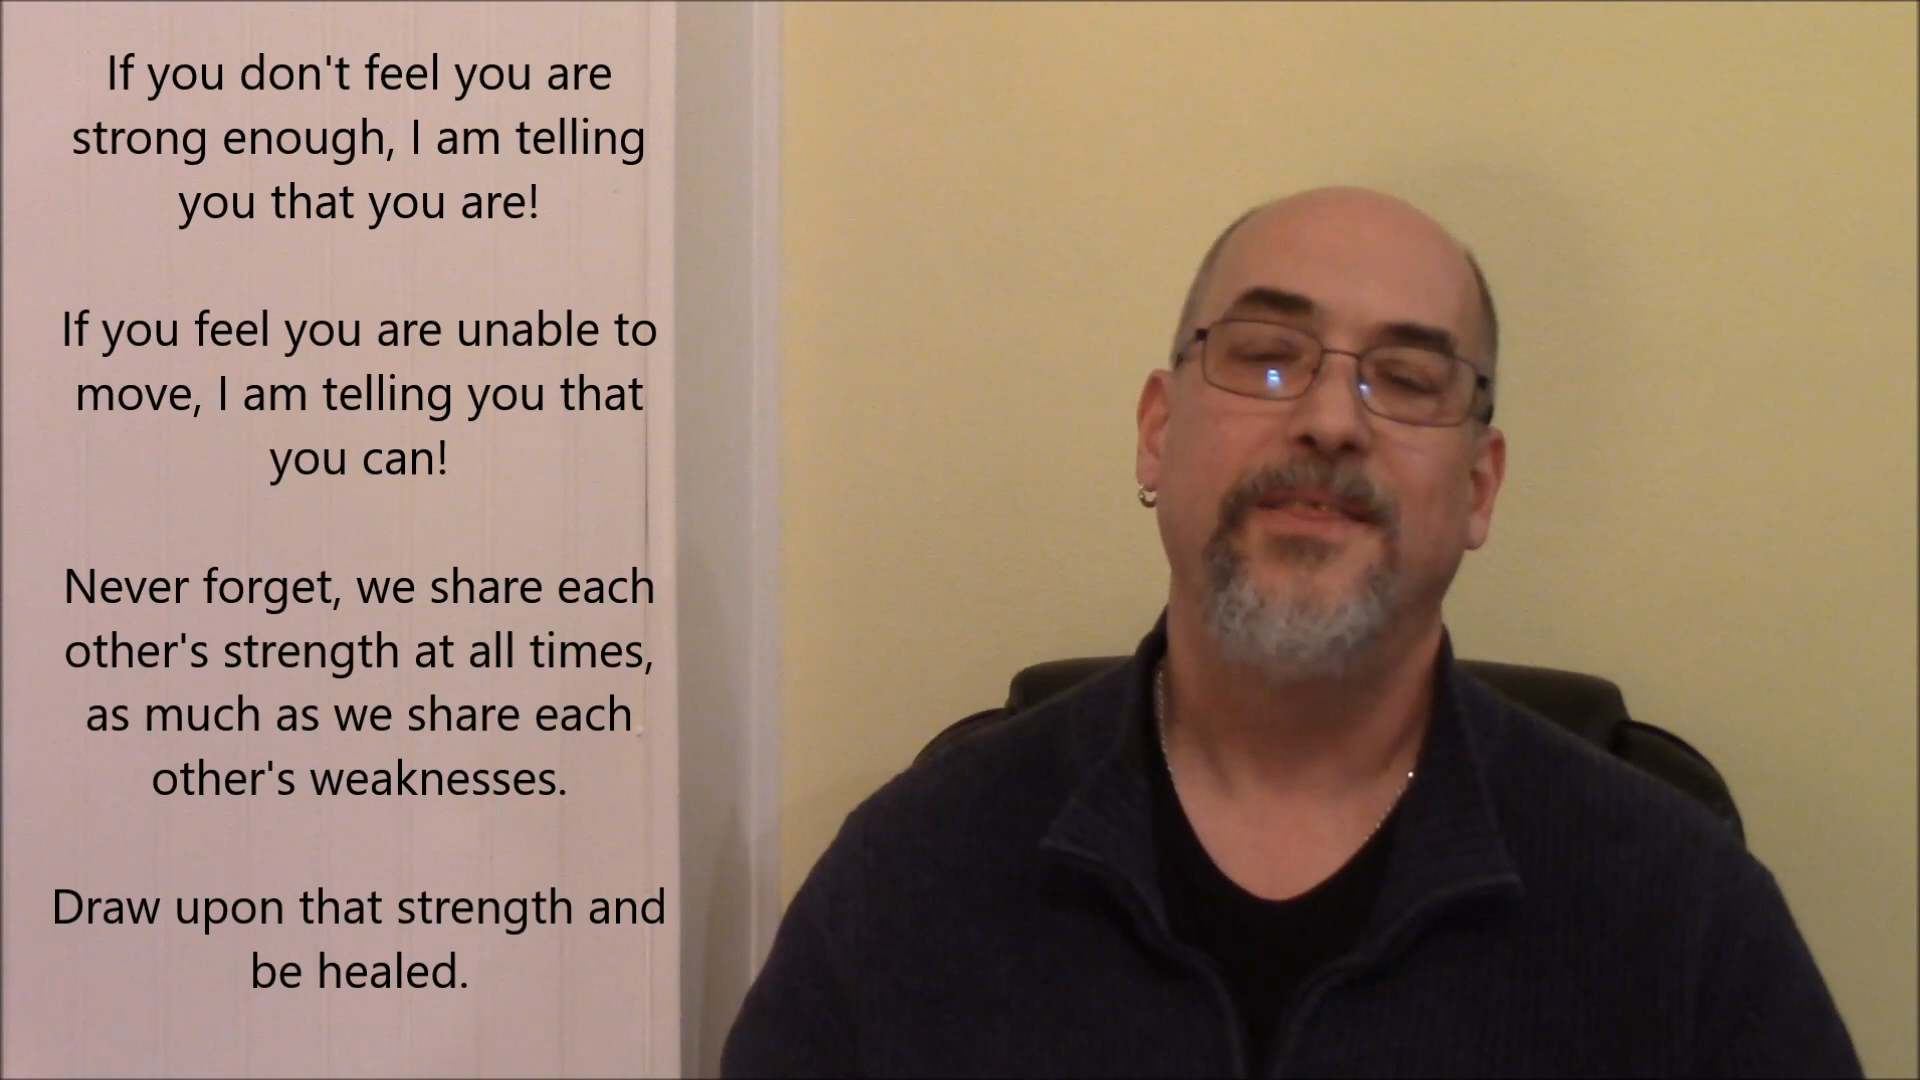 If you don't feel you are
strong enough, I am telling
you that you are!
If you feel you are unable to
move, I am telling you that
you can!
Never forget, we share each
other's strength at all times,
as much as we share each
other's weaknesses.
Draw upon that strength and
be healed.